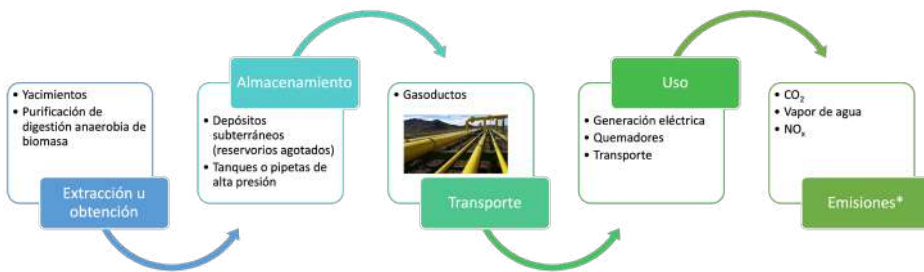 • Yacimientos
• Purificación de
digestión anaerobia de
biomasa
Extracción u
obtención
Almacenamiento
• Depósitos
subterráneos
(reservorios agotados)
• Tanques o pipetas de
alta presión
• Gasoductos
Transporte
Uso
• Generación eléctrica
• Quemadores
• Transporte
• CO₂
• Vapor de agua
• NOₓ
Emisiones*